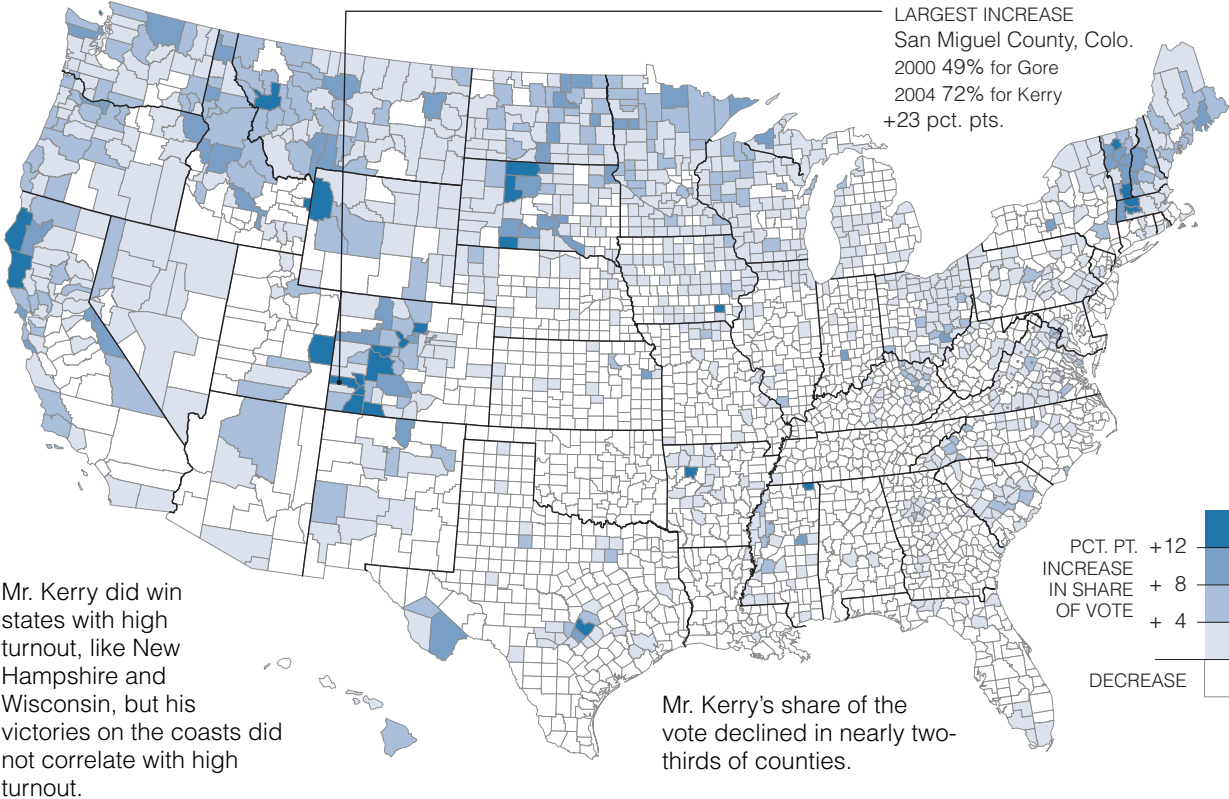 LARGEST INCREASE
San Miguel County, Colo.
2000 49% for Gore
2004 72% for Kerry
+23 pct. pts.
PCT. PT. +12
INCREASE
IN SHARE + 8
OF VOTE
+ 4
DECREASE
Mr. Kerry did win
states with high
turnout, like New
Hampshire and
Wisconsin, but his
victories on the coasts did
not correlate with high
turnout.
Mr. Kerry’s share of the
vote declined in nearly two-
thirds of counties.